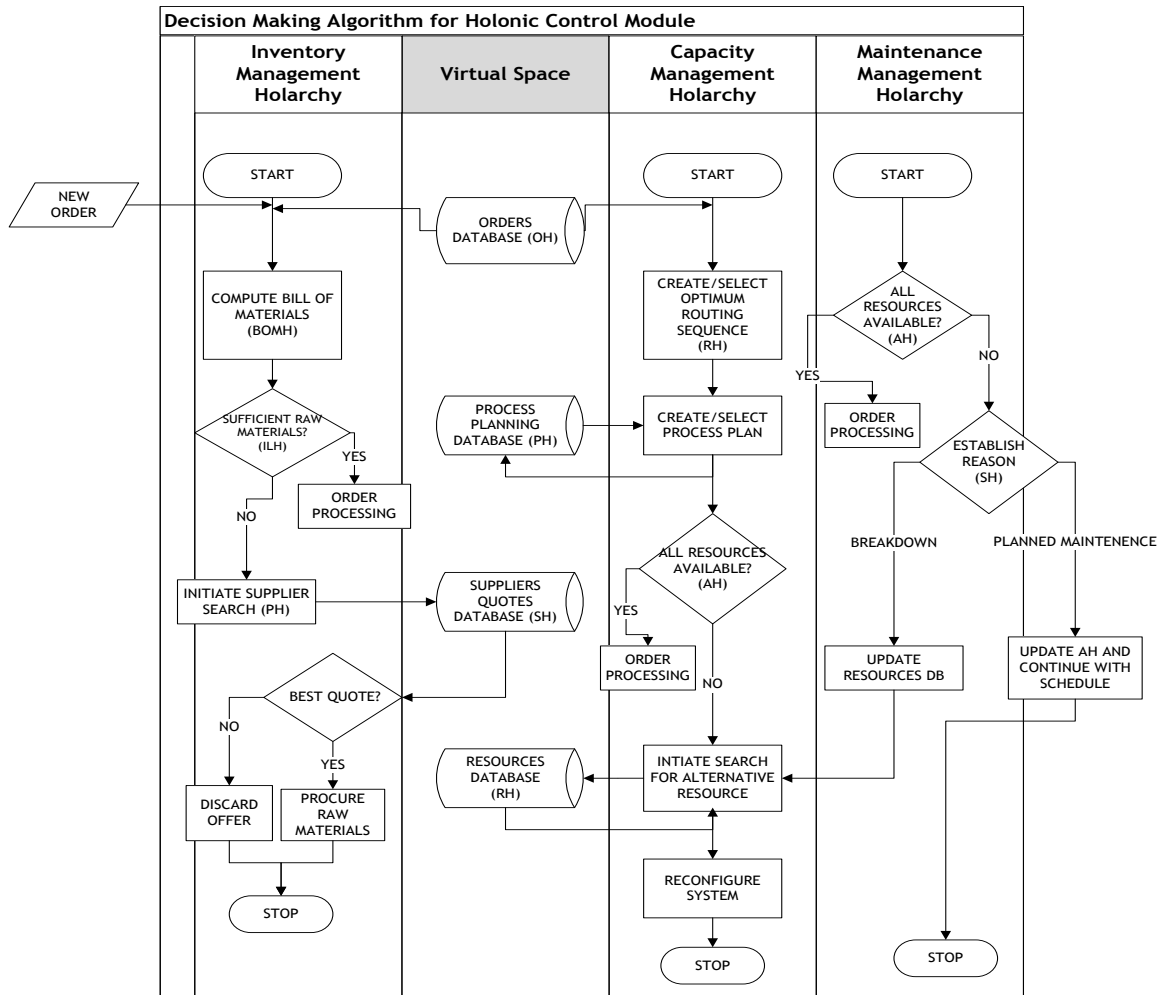 Decision Making Algorithm for Holonic Control Module
Inventory
Management
Holarchy
Virtual Space
Capacity
Management
Holarchy
Maintenance
Management
Holarchy
START
START
START
NEW
ORDER
ORDERS
DATABASE (OH)
COMPUTE BILL OF
MATERIALS
(BOMH)
CREATE/SELECT
OPTIMUM
ROUTING
SEQUENCE
(RH)
ALL
RESOURCES
AVAILABLE?
(AH)
NO
YES
ORDER
PROCESSING
SUFFICIENT RAW
MATERIALS?
(ILH)
YES
ORDER
PROCESSING
NO
PROCESS
PLANNING
DATABASE (PH)
CREATE/SELECT
PROCESS PLAN
ESTABLISH
REASON
(SH)
BREAKDOWN
PLANNED MAINTENENCE
ALL RESOURCES
AVAILABLE?
(AH)
YES
ORDER
PROCESSING
NO
INITIATE SUPPLIER
SEARCH (PH)
SUPPLIERS
QUOTES
DATABASE (SH)
UPDATE
RESOURCES DB
UPDATE AH AND
CONTINUE WITH
SCHEDULE
BEST QUOTE?
NO
YES
DISCARD
OFFER
PROCURE
RAW
MATERIALS
RESOURCES
DATABASE
(RH)
INTIATE SEARCH
FOR ALTERNATIVE
RESOURCE
RECONFIGURE
SYSTEM
STOP
STOP
STOP